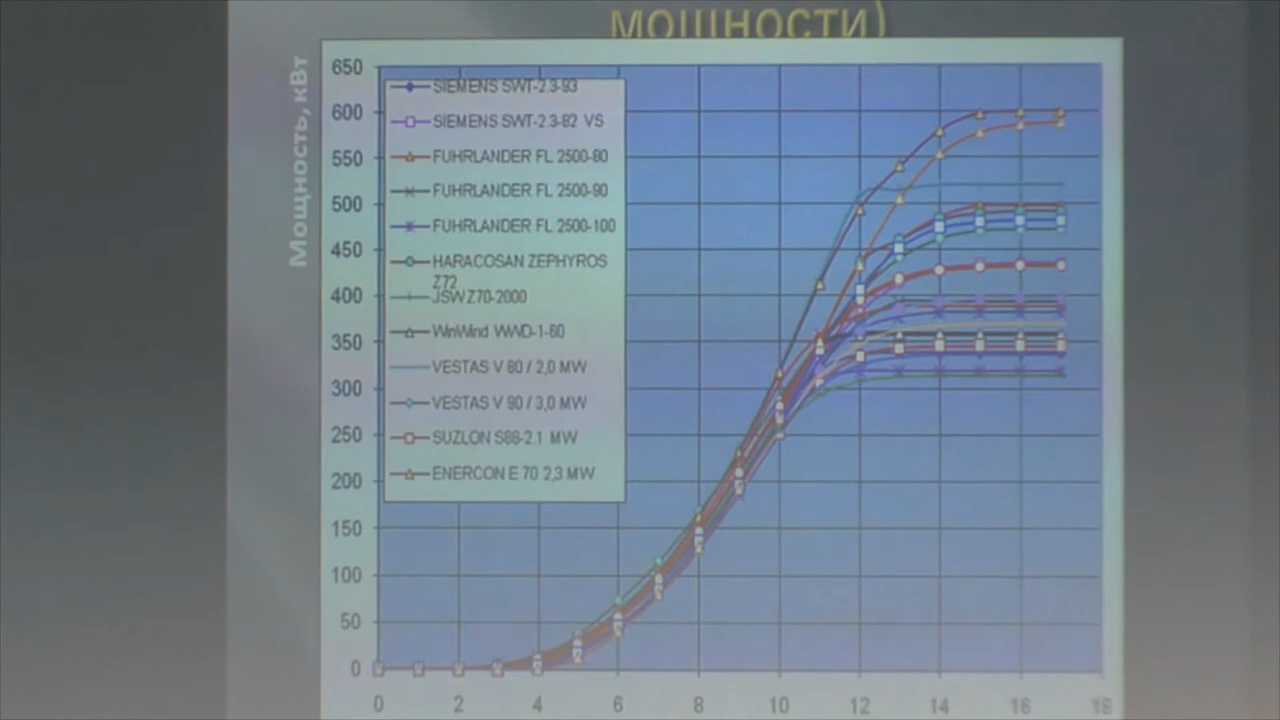 мощности)
Мощность, кВт
650
600
550
500
450
400
350
300
250
200
150
100
50
0
SIEMENS SWT-2.3-93
SIEMENS SWT-2.3-82 VS
FUHRLANDER FL 2500-80
FUHRLANDER FL 2500-90
FUHRLANDER FL 2500-100
HARACOSAN ZEPHYROS
Z72
JSW Z70-2000
WinWind WWD-1-60
VESTAS V 80 / 2,0 MW
VESTAS V 90 / 3,0 MW
SUZLON S88-2.1 MW
ENERCON E 70 2,3 MW
0 2 4 6 8 10 12 14 16 18